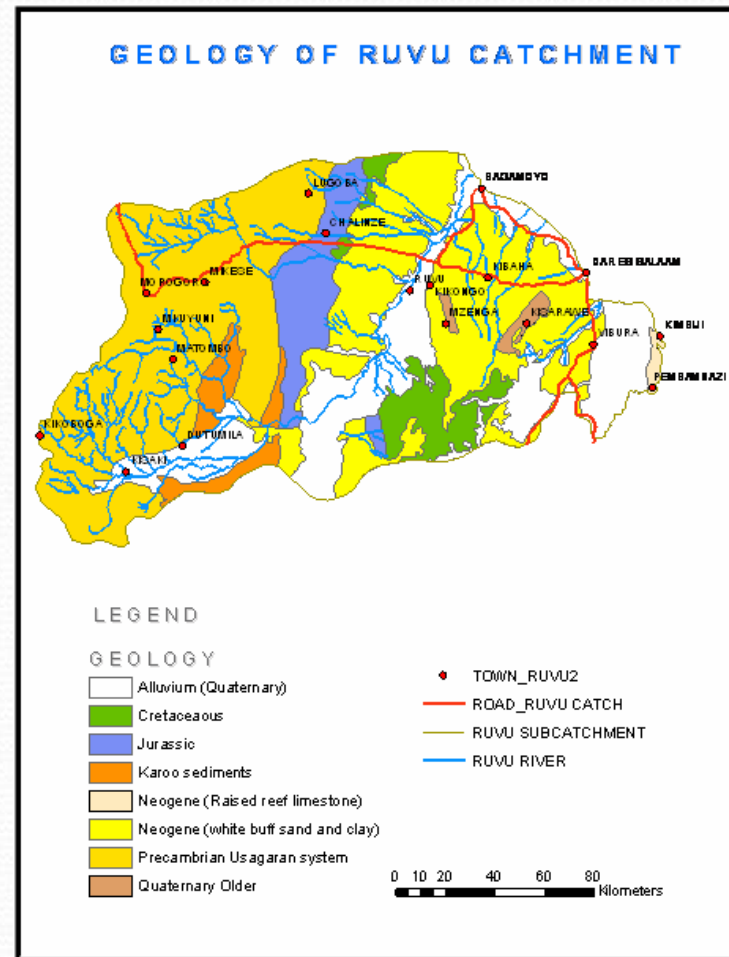 GEOLOGY OF RUVU CATCHMENT
BAGAMOYO
LUGOBA
CHALINZE
DAR ES SALAAM
KIBAHA
RUVU
MIKESE
KIKONGO
MOROGORO
MZENGA
KISARAWE
MKUYUNI
KIMBIJI
VIBURA
MATOMBO
PEMBAMNAZI
KIKOBOGA
DUTUMILA
KISAKI
LEGEND
GEOLOGY
Alluvium (Quaternary)
Cretaceaous
Jurassic
Karoo sediments
Neogene (Raised reef limestone)
Neogene (white buff sand and clay)
Precambrian Usagaran system
Quaternary Older
TOWN_RUVU2
ROAD_RUVU CATCH
RUVU SUBCATCHMENT
RUVU RIVER
0 10 20 40 60 80
Kilometers